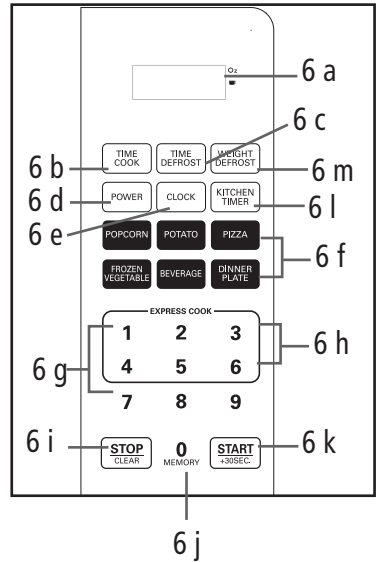 Oz
6 a
6 c
TIME COOK
TIME DEFROST
WEIGHT DEFROST
6 b
6 m
POWER
CLOCK
KITCHEN TIMER
6 d
6 l
6 e
POPCORN
POTATO
PIZZA
6 f
FROZEN VEGETABLE
BEVERAGE
DINNER PLATE
EXPRESS COOK
1 2 3
6 h
6 g
4 5 6
7 8 9
6 i
STOP
CLEAR
0
MEMORY
START
+30SEC.
6 k
6 j